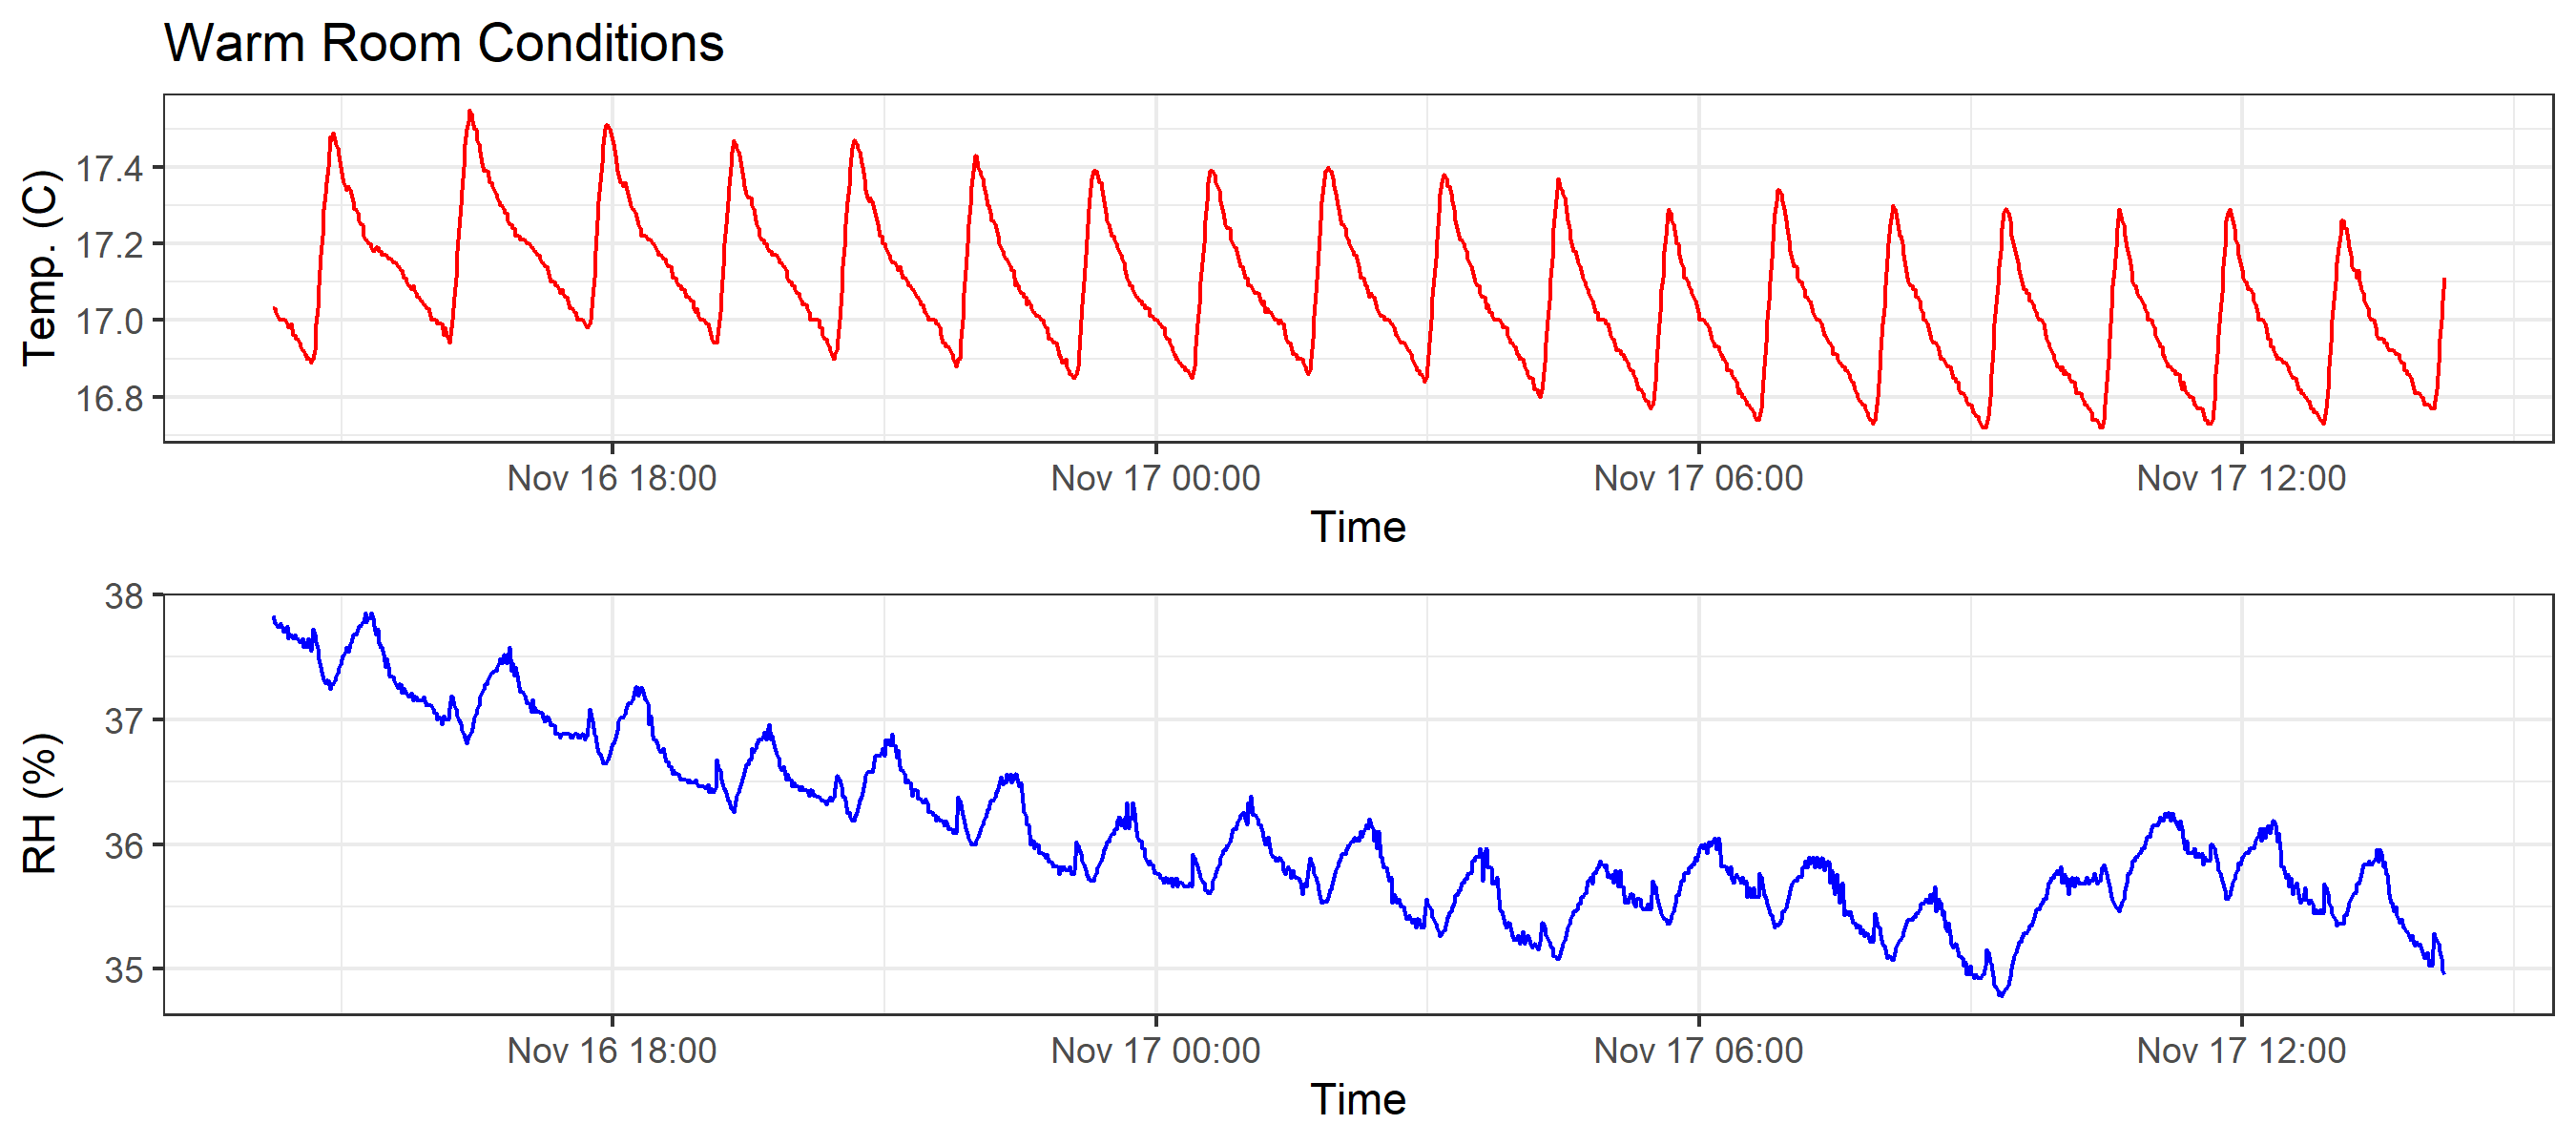 Warm Room Conditions
Temp. (C)
17.4
17.2
17.0
16.8
Nov 16 18:00 Nov 17 00:00 Nov 17 06:00 Nov 17 12:00
Time
RH (%)
38
37
36
35
Nov 16 18:00 Nov 17 00:00 Nov 17 06:00 Nov 17 12:00
Time